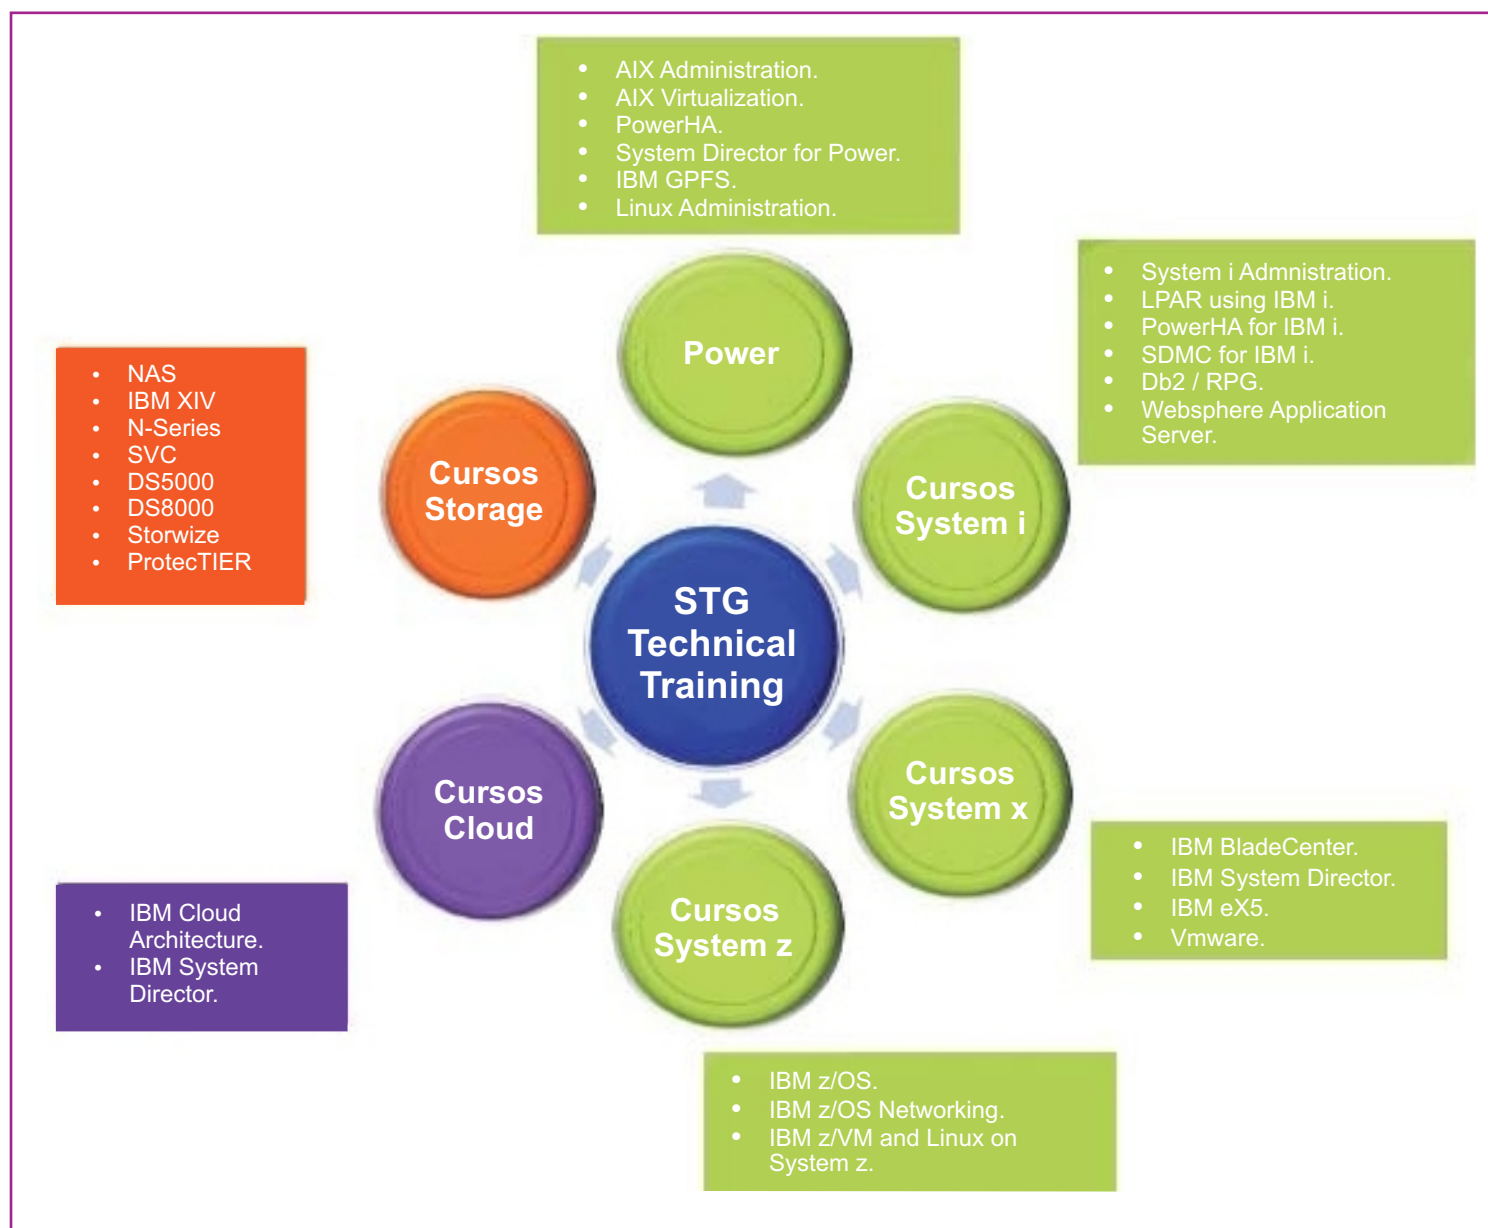 • AIX Administration.
• AIX Virtualization.
• PowerHA.
• System Director for Power.
• IBM GPFS.
• Linux Administration.
Power
• System i Admnistration.
• LPAR using IBM i.
• PowerHA for IBM i.
• SDMC for IBM i.
• Db2 / RPG.
• Websphere Application
Server.
Cursos
System i
• NAS
• IBM XIV
• N-Series
• SVC
• DS5000
• DS8000
• Storwize
• ProtecTIER
Cursos
Storage
STG
Technical
Training
Cursos
Cloud
• IBM Cloud
Architecture.
• IBM System
Director.
Cursos
System x
• IBM BladeCenter.
• IBM System Director.
• IBM eX5.
• Vmware.
Cursos
System z
• IBM z/OS.
• IBM z/OS Networking.
• IBM z/VM and Linux on
System z.